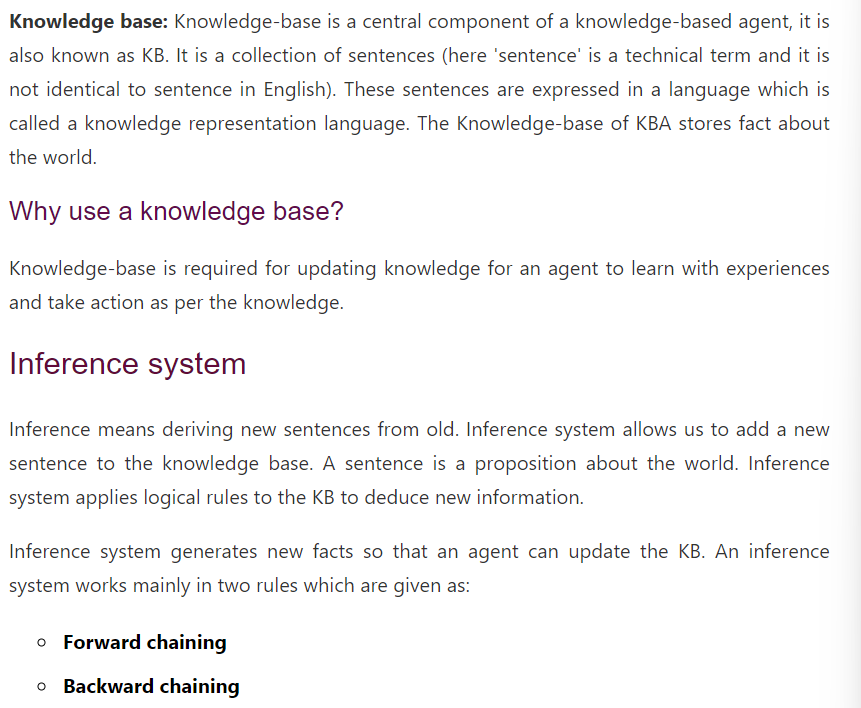 Knowledge base: Knowledge-base is a central component of a knowledge-based agent, it is
also known as KB. It is a collection of sentences (here 'sentence' is a technical term and it is
not identical to sentence in English). These sentences are expressed in a language which is
called a knowledge representation language. The Knowledge-base of KBA stores fact about
the world.
Why use a knowledge base?
Knowledge-base is required for updating knowledge for an agent to learn with experiences
and take action as per the knowledge.
Inference system
Inference means deriving new sentences from old. Inference system allows us to add a new
sentence to the knowledge base. A sentence is a proposition about the world. Inference
system applies logical rules to the KB to deduce new information.
Inference system generates new facts so that an agent can update the KB. An inference
system works mainly in two rules which are given as:
Forward chaining
Backward chaining